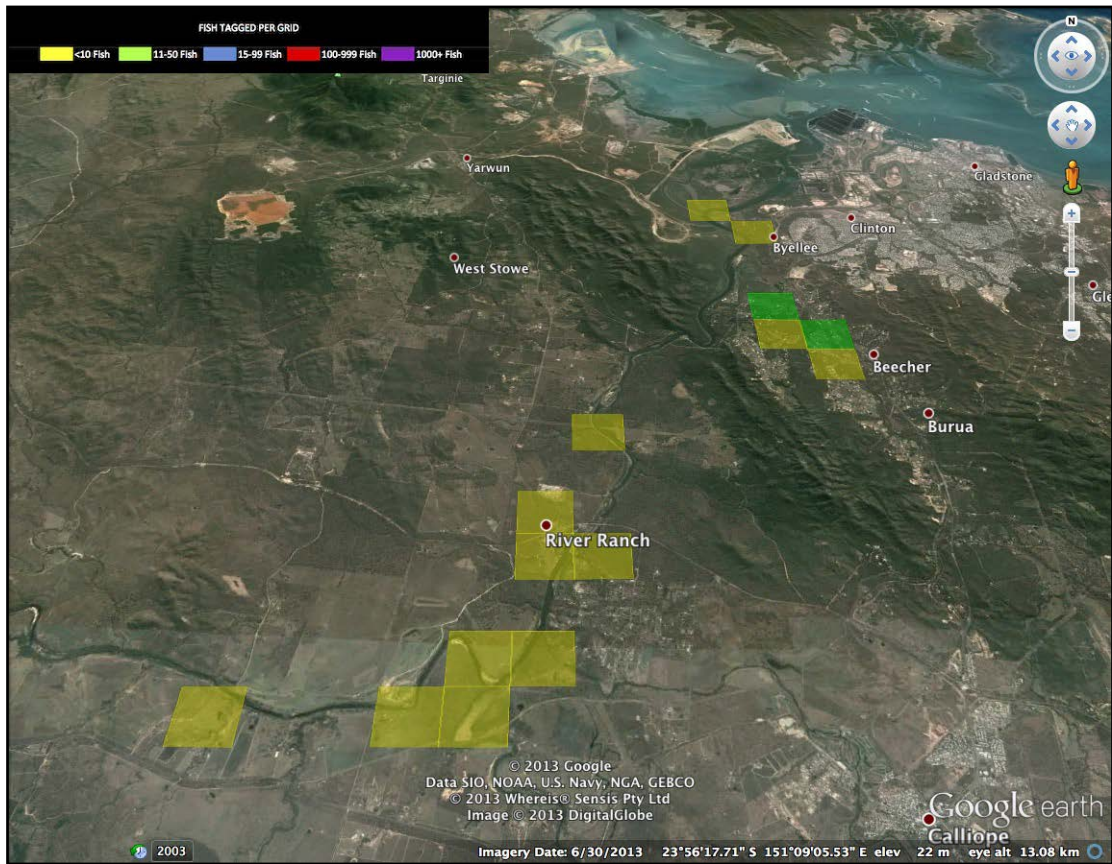 FISH TAGGED PER GRID
<10 Fish 11-50 Fish 15-99 Fish 100-999 Fish 1000+ Fish
N
Targinie
Yarwun
Gladstone
Clinton
Byellee
West Stowe
Gle
Beecher
Burua
River Ranch
© 2013 Google
Data SIO, NOAA, U.S. Navy, NGA, GEBCO
© 2013 Whereis® Sensis Pty Ltd
Image © 2013 DigitalGlobe
Google earth
Calliope
2003
Imagery Date: 6/30/2013 23°56'17.71" S 151°09'05.53" E elev 22 m eye alt 13.08 km